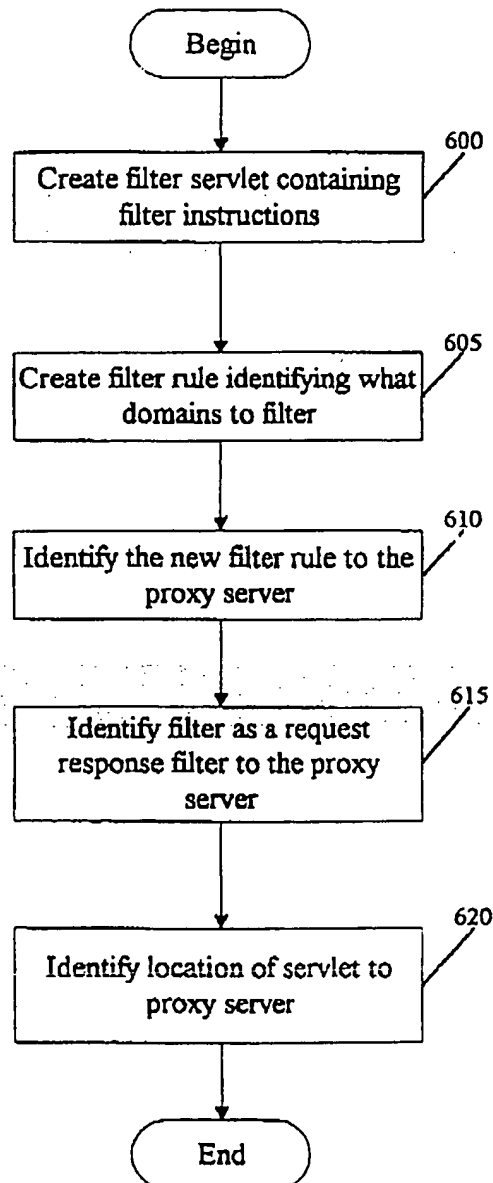 Begin
600
Create filter servlet containing
filter instructions
605
Create filter rule identifying what
domains to filter
610
Identify the new filter rule to the
proxy server
615
Identify filter as a request
response filter to the proxy
server
620
Identify location of servlet to
proxy server
End